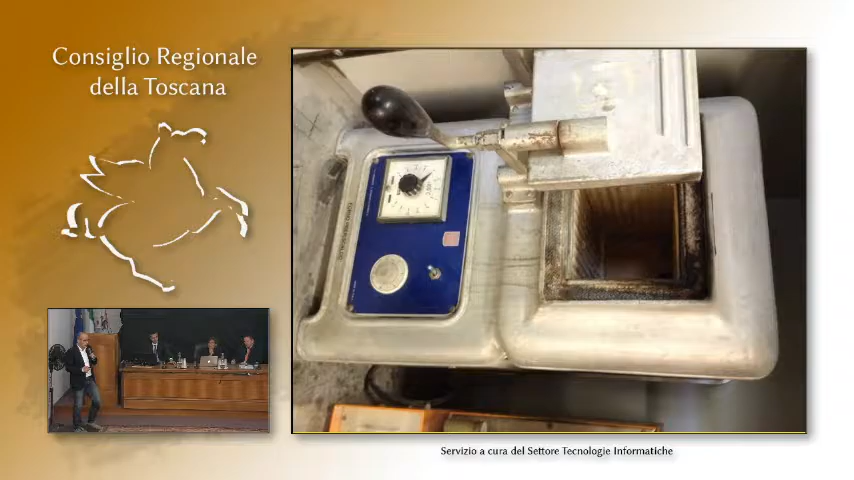 Consiglio Regionale
della Toscana
Servizio a cura del Settore Tecnologie Informatiche